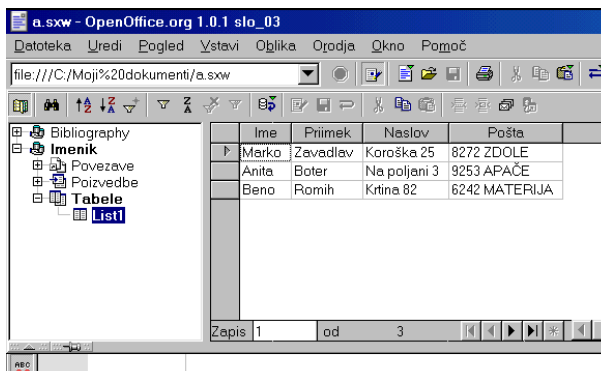 a.sxw - OpenOffice.org 1.0.1 slo_03
Datoteka Uredi Pogled Vstavi Oblika Orodja Okno Pomoč
file:///C:/Moji%20dokumenti/a.sxw
Bibliography
Imenik
Povezave
Poizvedbe
Tabele
List1
Ime Priimek Naslov Pošta
Marko Zavadlav Koroška 25 8272 ZDOLE
Anita Boter Na poljani 3 9253 APAČE
Beno Romih Krtina 82 6242 MATERIJA
Zapis 1 od 3
ABC